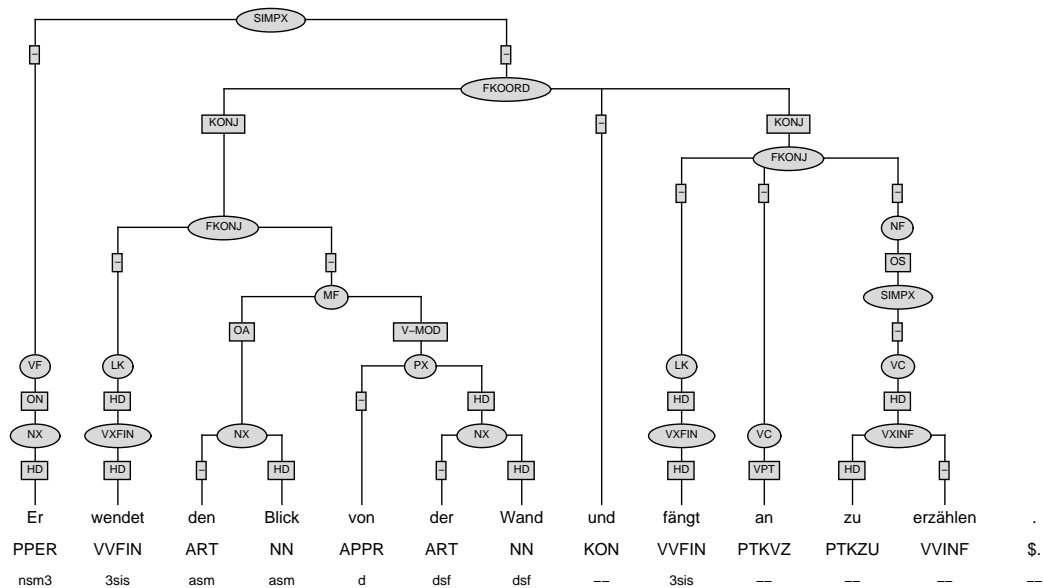 SIMPX
– –
FKOORD
KONJ – KONJ
FKONJ
– – –
FKONJ NF
– – OS
MF SIMPX
OA V–MOD –
VF LK PX LK VC
ON HD – HD HD HD
NX VXFIN NX NX VXFIN VC VXINF
HD HD – HD – HD HD VPT HD –
Er wendet den Blick von der Wand und fängt an zu erzählen .
PPER VVFIN ART NN APPR ART NN KON VVFIN PTKVZ PTKZU VVINF $.
nsm3 3sis asm asm d dsf dsf –– 3sis –– –– –– ––